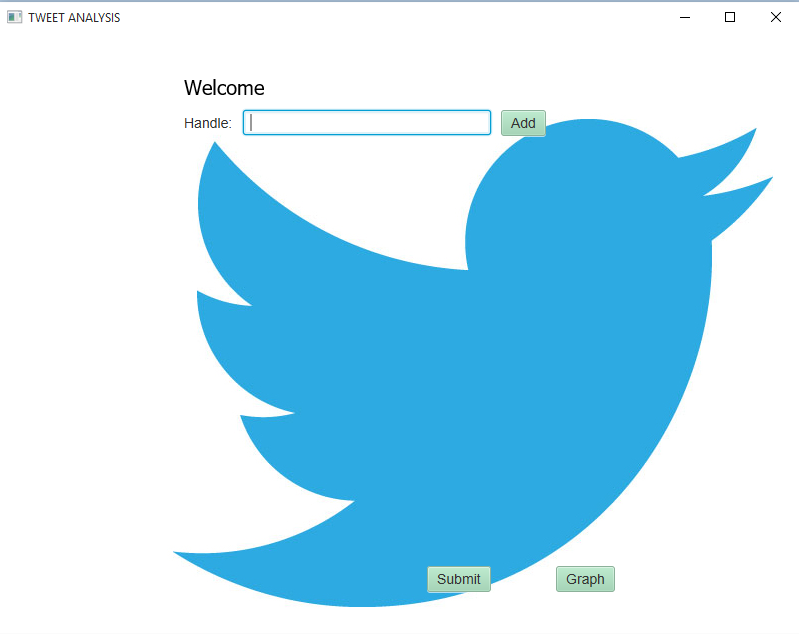 TWEET ANALYSIS
Welcome
Handle: Add
Submit Graph